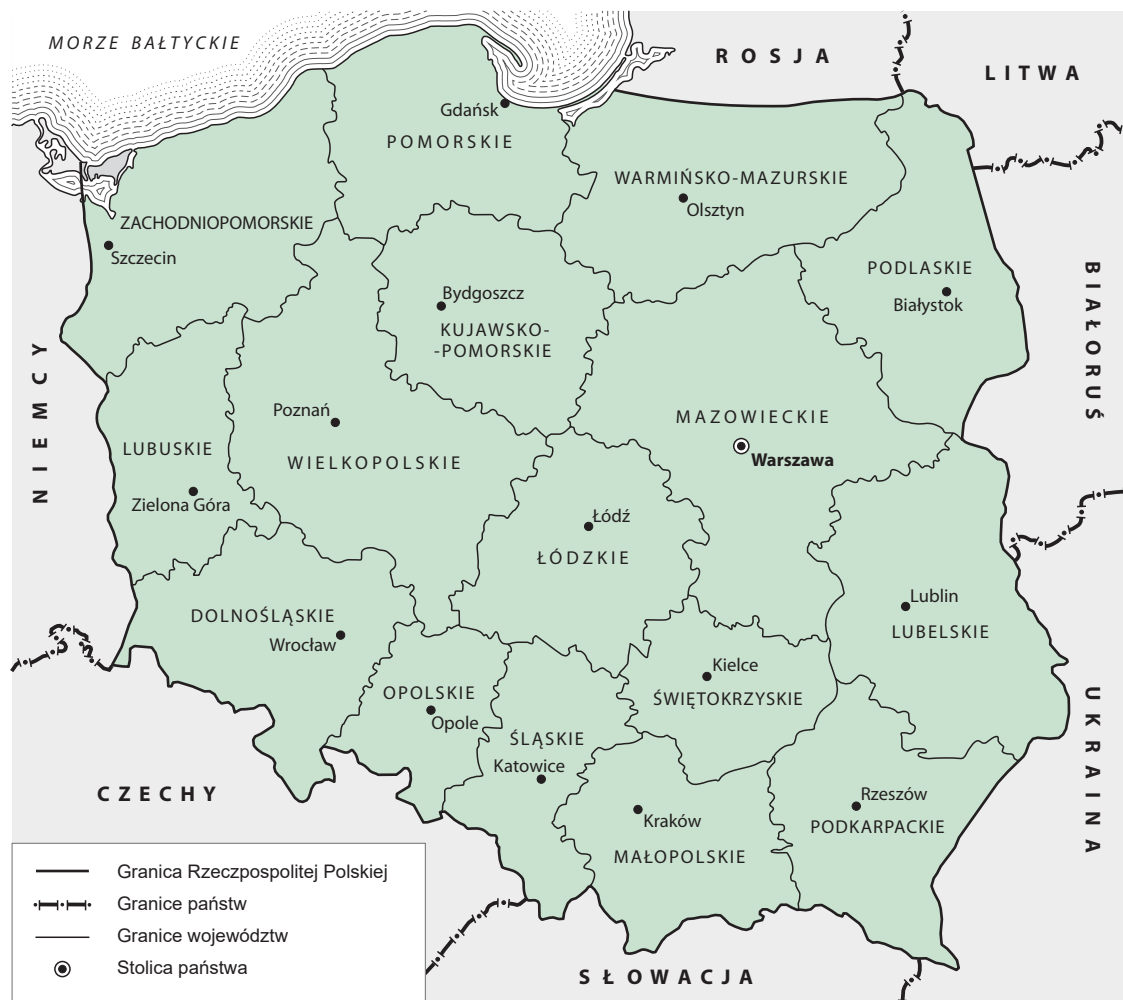 MORZE BAŁTYCKIE
ROSJA
LITWA
Gdańsk
POMORSKIE
WARMIŃSKO-MAZURSKIE
Olsztyn
ZACHODNIOPOMORSKIE
Szczecin
PODLASKIE
Białystok
BIAŁORUŚ
Bydgoszcz
KUJAWSKO-
-POMORSKIE
NIEMCY
Poznań
WIELKOPOLSKIE
MAZOWIECKIE
Warszawa
LUBUSKIE
Zielona Góra
Łódź
ŁÓDZKIE
Lublin
LUBELSKIE
DOLNOŚLĄSKIE
Wrocław
Kielce
ŚWIĘTOKRZYSKIE
OPOLSKIE
Opole
ŚLĄSKIE
Katowice
UKRAINA
CZECHY
Kraków
MAŁOPOLSKIE
Rzeszów
PODKARPACKIE
Granica Rzeczpospolitej Polskiej
Granice państw
Granice województw
Stolica państwa
SŁOWACJA